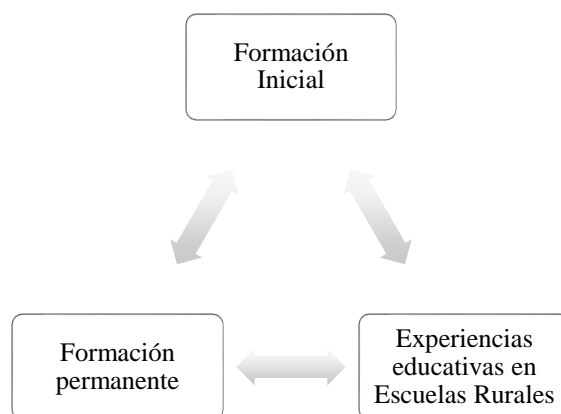 Formación
Inicial
Formación
permanente
Experiencias
educativas en
Escuelas Rurales